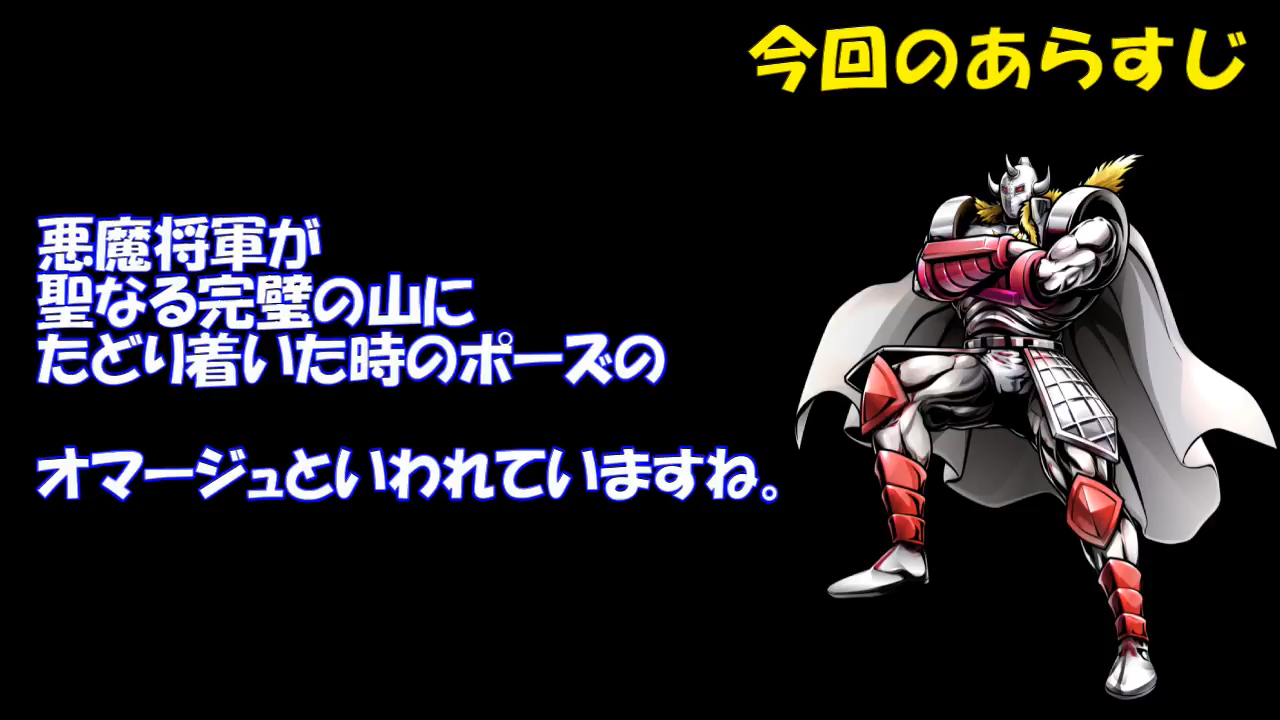 今回のあらすじ
悪魔将軍が
聖なる完璧の山に
たどり着いた時のポーズの
オマージュといわれていますね。